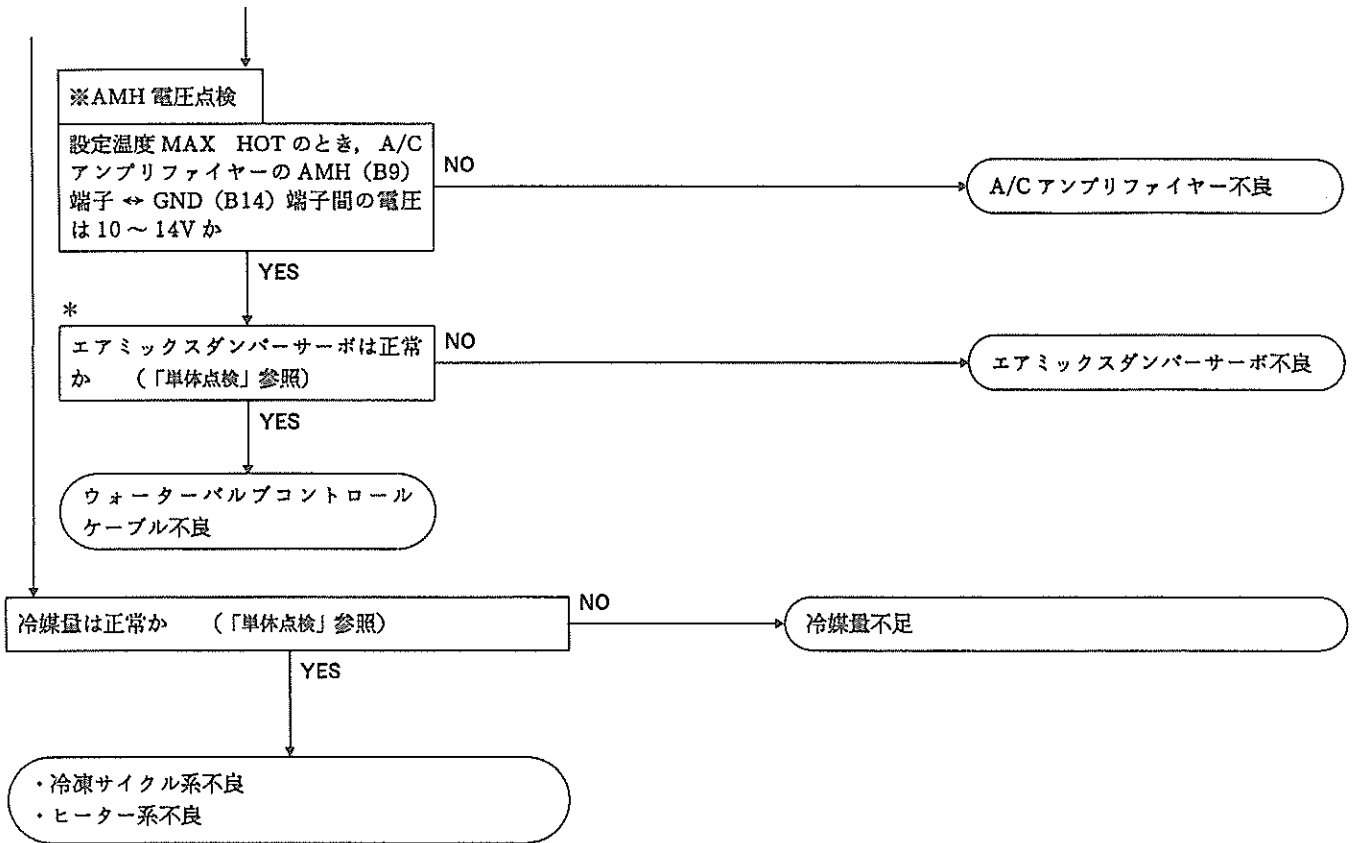 ※AMH 電圧点検
設定温度 MAX HOT のとき，A/C
アンプリファイヤーの AMH（B9）
端子 ↔ GND（B14）端子間の電圧
は 10 ～ 14V か
NO
A/C アンプリファイヤー不良
YES
＊
エアミックスダンパーサーボは正常
か （「単体点検」参照）
NO
エアミックスダンパーサーボ不良
YES
ウォーターバルブコントロール
ケーブル不良
冷媒量は正常か （「単体点検」参照）
NO
冷媒量不足
YES
・冷凍サイクル系不良
・ヒーター系不良